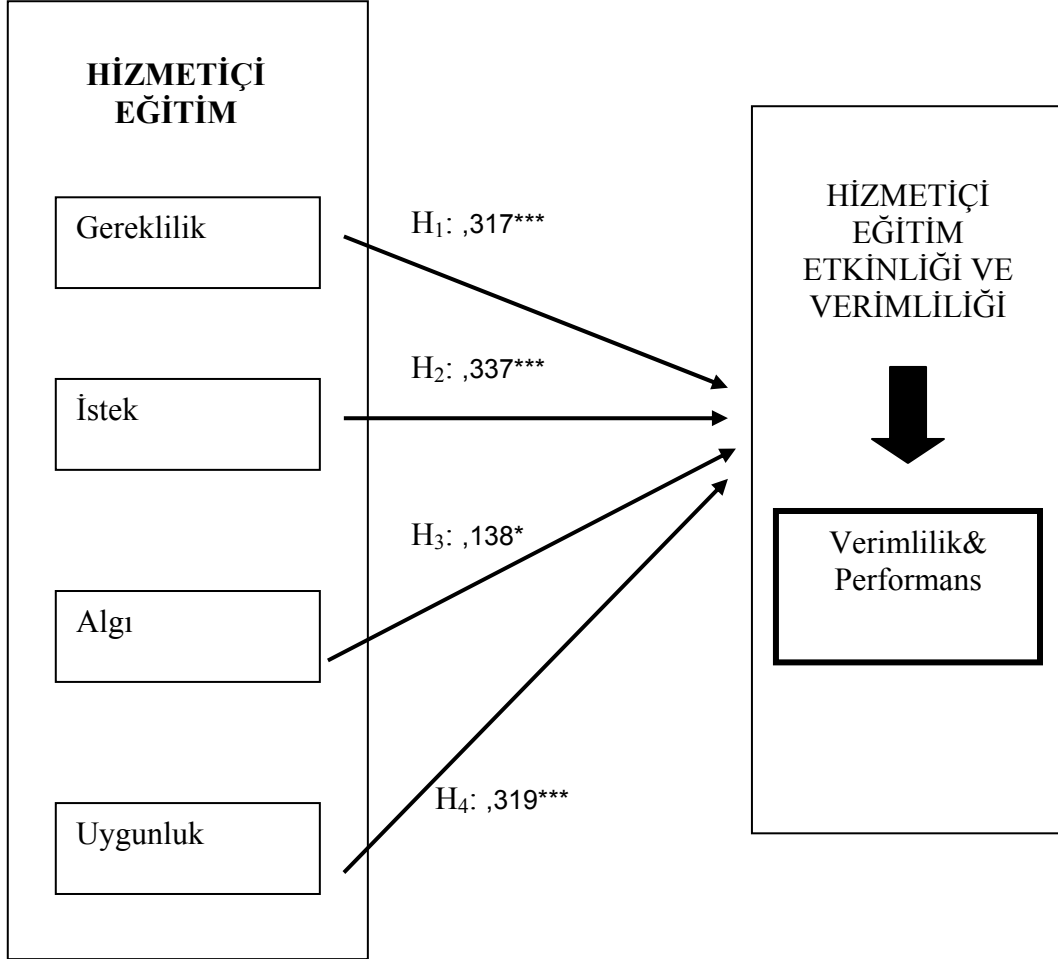 HİZMETİÇİ
EĞİTİM
Gereklilik
İstek
Algı
Uygunluk
H₁: ,317***
H₂: ,337***
H₃: ,138*
H₄: ,319***
HİZMETİÇİ
EĞİTİM
ETKİNLİĞİ VE
VERİMLİLİĞİ
Verimlilik&
Performans